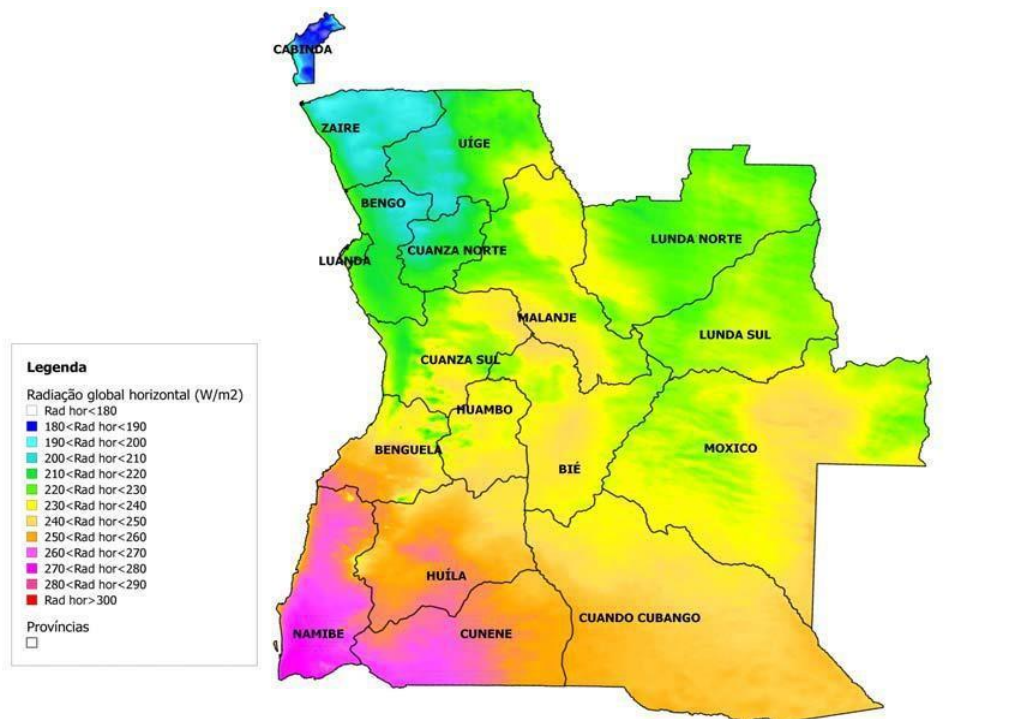 CABINDA
ZAIRE
UÍGE
BENGO
CUANZA NORTE
LUNDA NORTE
LUANDA
MALANJE
LUNDA SUL
CUANZA SUL
HUAMBO
BENGUELA
MOXICO
BIÉ
HUÍLA
CUANDO CUBANGO
NAMIBE
CUNENE
Legenda
Radiação global horizontal (W/m2)
Rad hor<180
180<Rad hor<190
190<Rad hor<200
200<Rad hor<210
210<Rad hor<220
220<Rad hor<230
230<Rad hor<240
240<Rad hor<250
250<Rad hor<260
260<Rad hor<270
270<Rad hor<280
280<Rad hor<290
Rad hor>300
Províncias